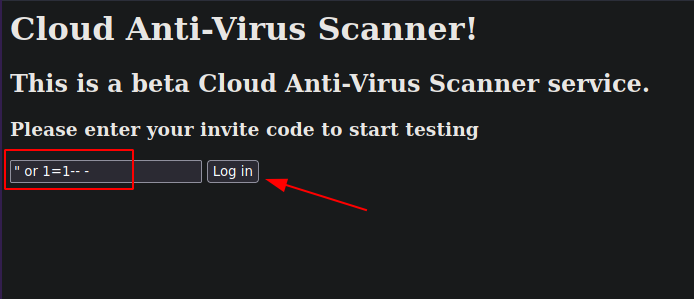 Cloud Anti-Virus Scanner!
This is a beta Cloud Anti-Virus Scanner service.
Please enter your invite code to start testing
" or 1=1-- - Log in